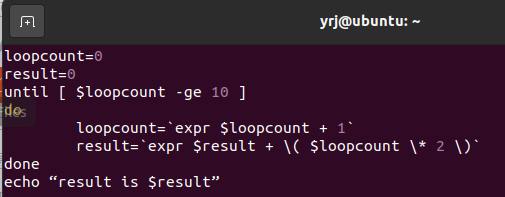 yrj@ubuntu: ~
loopcount=0
result=0
until [ $loopcount -ge 10 ]
do
loopcount=`expr $loopcount + 1`
result=`expr $result + \( $loopcount \* 2 \)`
done
echo “result is $result”